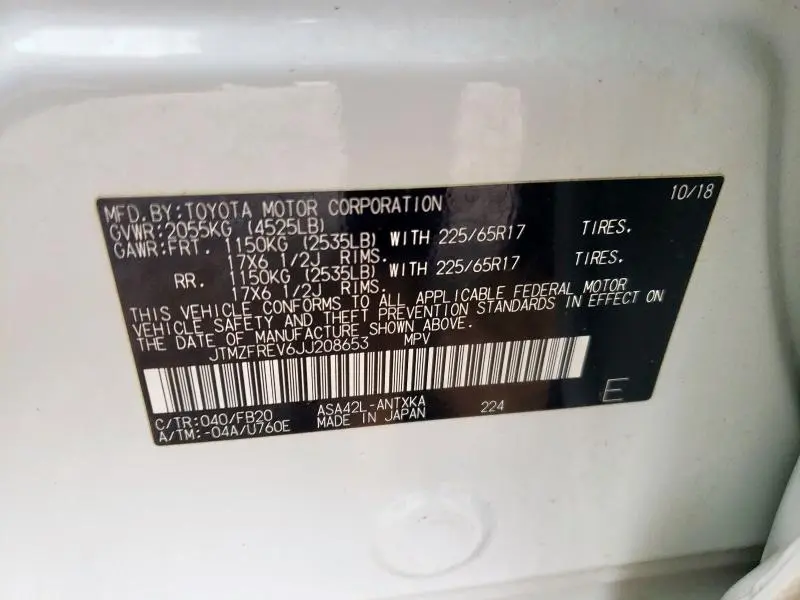 MFD. BY: TOYOTA MOTOR CORPORATION 10/18
GVWR: 2055KG (4525LB)
GAWR: FRT. 1150KG (2535LB) WITH 225/65R17 TIRES.
17X6 1/2J RIMS.
RR. 1150KG (2535LB) WITH 225/65R17 TIRES.
17X6 1/2J RIMS.
THIS VEHICLE CONFORMS TO ALL APPLICABLE FEDERAL MOTOR
VEHICLE SAFETY AND THEFT PREVENTION STANDARDS IN EFFECT ON
THE DATE OF MANUFACTURE SHOWN ABOVE.
JTMZFREV6JJ208653 MPV
E
C/TR: 040/FB20 ASA42L-ANTXKA 224
A/TM: -04A/U760E MADE IN JAPAN